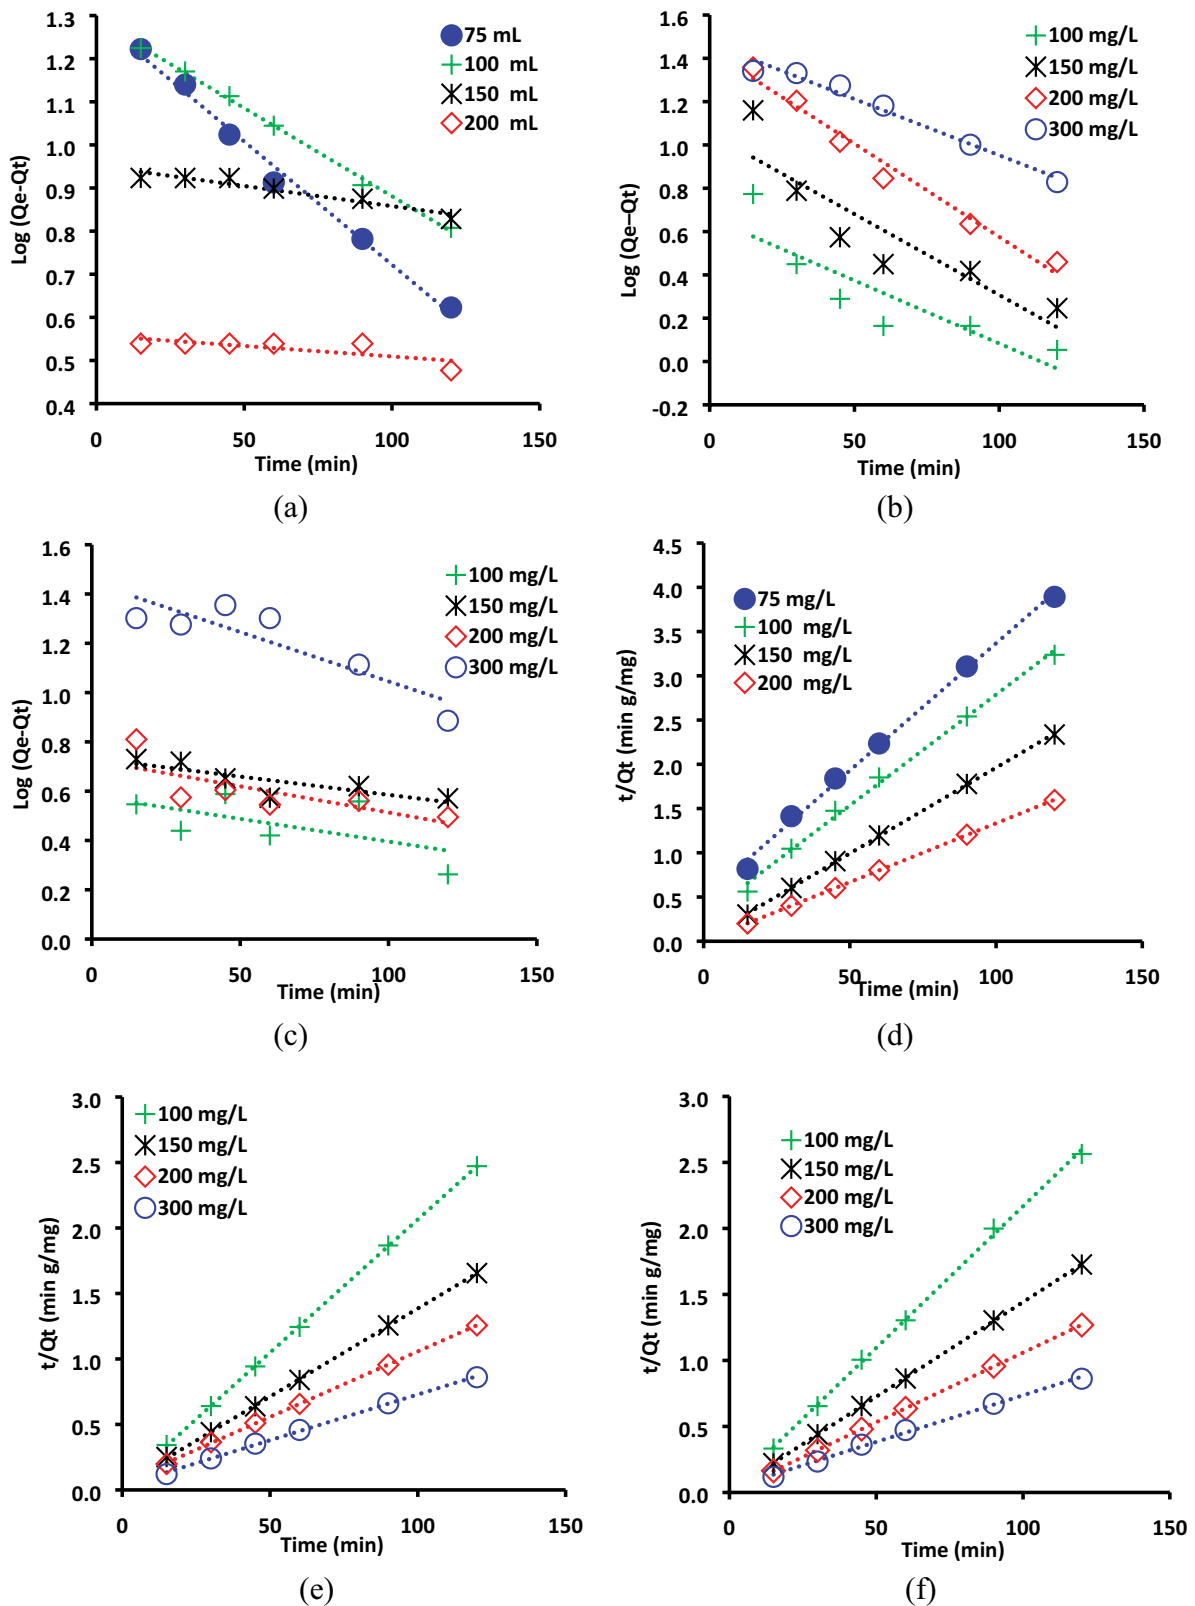 1.3
1.2
1.1
1.0
0.9
0.8
0.7
0.6
0.5
0.4
0
50
100
150
Log (Qe-Qt)
Time (min)
75 mL
100 mL
150 mL
200 mL
(a)
1.6
1.4
1.2
1.0
0.8
0.6
0.4
0.2
0.0
-0.2
0
50
100
150
Log (Qe–Qt)
Time (min)
100 mg/L
150 mg/L
200 mg/L
300 mg/L
(b)
1.6
1.4
1.2
1.0
0.8
0.6
0.4
0.2
0.0
0
50
100
150
Log (Qe-Qt)
Time (min)
100 mg/L
150 mg/L
200 mg/L
300 mg/L
(c)
4.5
4.0
3.5
3.0
2.5
2.0
1.5
1.0
0.5
0.0
0
50
100
150
t/Qt (min g/mg)
Time (min)
75 mg/L
100 mg/L
150 mg/L
200 mg/L
(d)
3.0
2.5
2.0
1.5
1.0
0.5
0.0
0
50
100
150
t/Qt (min g/mg)
Time (min)
100 mg/L
150 mg/L
200 mg/L
300 mg/L
(e)
3.0
2.5
2.0
1.5
1.0
0.5
0.0
0
50
100
150
t/Qt (min g/mg)
Time (min)
100 mg/L
150 mg/L
200 mg/L
300 mg/L
(f)